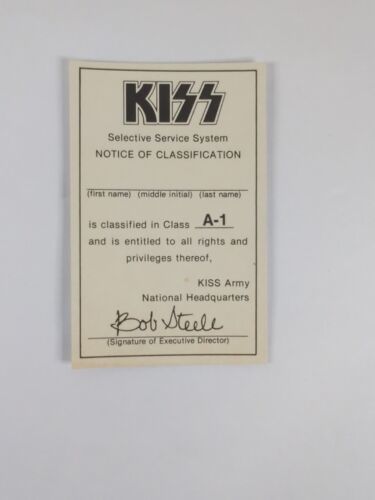 KISS
Selective Service System
NOTICE OF CLASSIFICATION
(first name) (middle initial) (last name)
is classified in Class A-1
and is entitled to all rights and
privileges thereof,
KISS Army
National Headquarters
Bob Steele
(Signature of Executive Director)